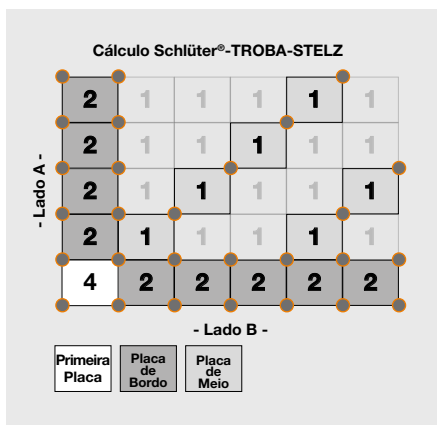 Cálculo Schlüter®-TROBA-STELZ
- Lado A -
2 1 1 1 1 1
2 1 1 1 1 1
2 1 1 1 1 1
2 1 1 1 1 1
4 2 2 2 2 2
- Lado B -
Primeira
Placa
Placa
de
Bordo
Placa
de
Meio